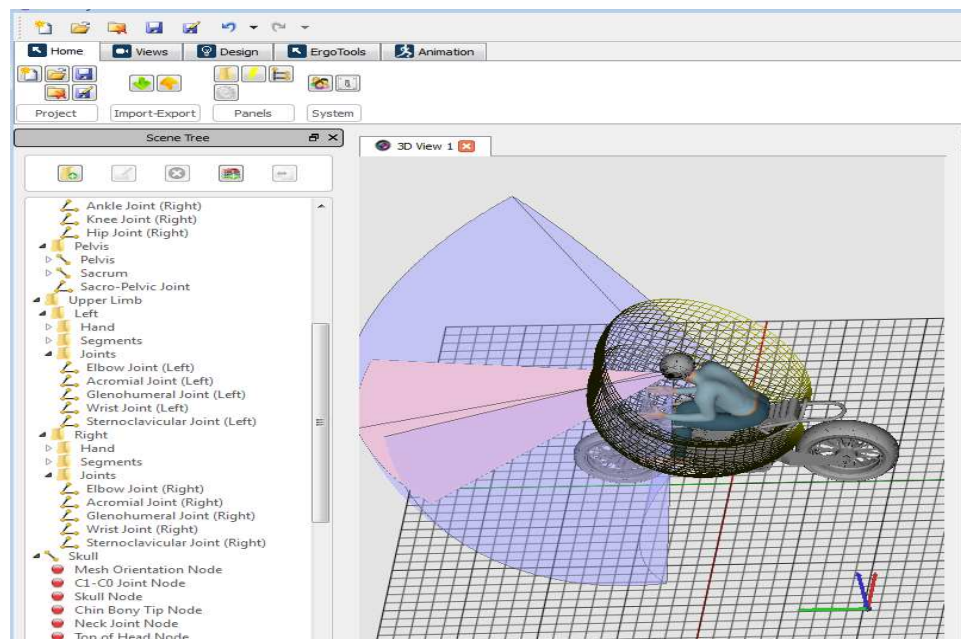 Home Views Design ErgoTools Animation
Project Import-Export Panels System
Scene Tree
3D View 1
Ankle Joint (Right)
Knee Joint (Right)
Hip Joint (Right)
Pelvis
Pelvis
Sacrum
Sacro-Pelvic Joint
Upper Limb
Left
Hand
Segments
Joints
Elbow Joint (Left)
Acromial Joint (Left)
Glenohumeral Joint (Left)
Wrist Joint (Left)
Sternoclavicular Joint (Left)
Right
Hand
Segments
Joints
Elbow Joint (Right)
Acromial Joint (Right)
Glenohumeral Joint (Right)
Wrist Joint (Right)
Sternoclavicular Joint (Right)
Skull
Mesh Orientation Node
C1-C0 Joint Node
Skull Node
Chin Bony Tip Node
Neck Joint Node
Top of Head Node